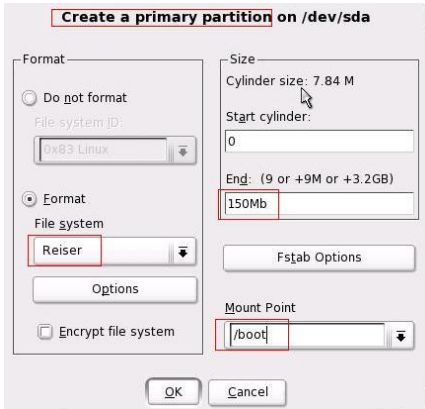 Create a primary partition on /dev/sda
Format
Do not format
File system ID:
0x83 Linux
Format
File system
Reiser
Options
Encrypt file system
Size
Cylinder size: 7.84 M
Start cylinder:
0
End: (9 or +9M or +3.2GB)
150Mb
Fstab Options
Mount Point
/boot
OK
Cancel